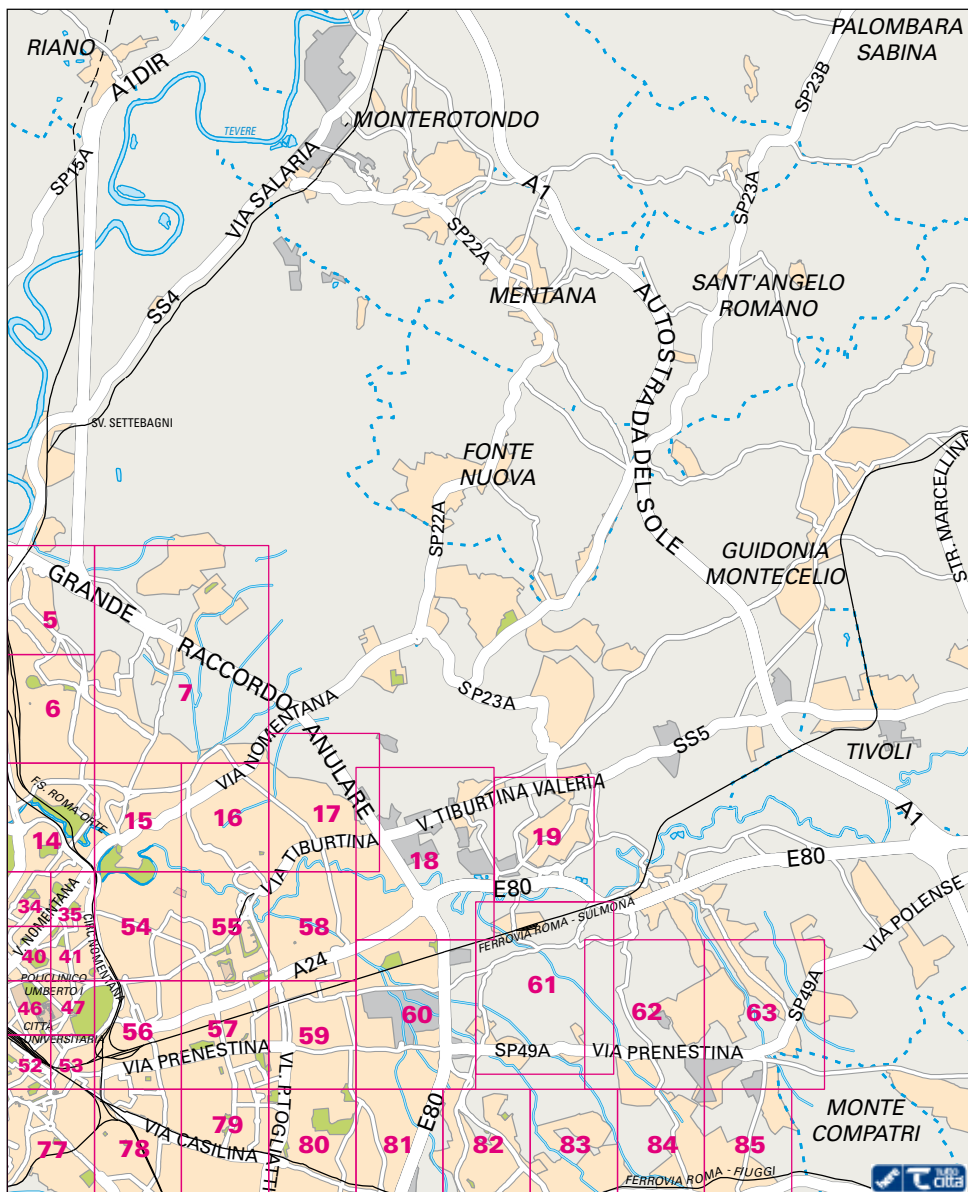 RIANO
A1DIR
PALOMBARA
SABINA
SP23B
TEVERE
MONTEROTONDO
SP15A
VIA SALARIA
A1
SP23A
SP22A
MENTANA
SANT'ANGELO
ROMANO
SS4
AUTOSTRADA DEL SOLE
SV. SETTEBAGNI
FONTE
NUOVA
STR. MARCELLINA
SP22A
GUIDONIA
MONTECELIO
GRANDE
RACCORDO
ANULARE
5
6
7
SP23A
VIA NOMENTANA
SS5
TIVOLI
FS. ROMA ORTE
14
15
16
17
V. TIBURTINA VALERIA
18
19
A1
VIA TIBURTINA
E80
E80
34
35
V. NOMENTANA
CIRC. NOMENTANA
54
55
58
FERROVIA ROMA - SULMONA
VIA POLENSE
40
41
A24
POLICLINICO
UMBERTO I
46
47
CITTÀ
UNIVERSITARIA
56
57
59
60
61
62
63
SP49A
52
53
VIA PRENESTINA
SP49A
VIA PRENESTINA
VL. P. TOGLIATTI
E80
MONTE
COMPATRI
77
78
79
80
81
82
83
84
85
VIA CASILINA
FERROVIA ROMA - FIUGGI
here
TUTTO
città